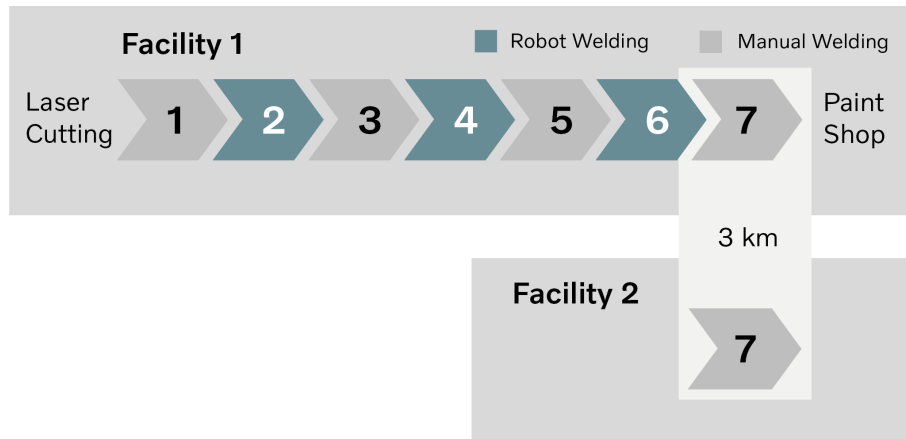 Facility 1
Robot Welding
Manual Welding
Laser
Cutting
1
2
3
4
5
6
7
Paint
Shop
3 km
Facility 2
7